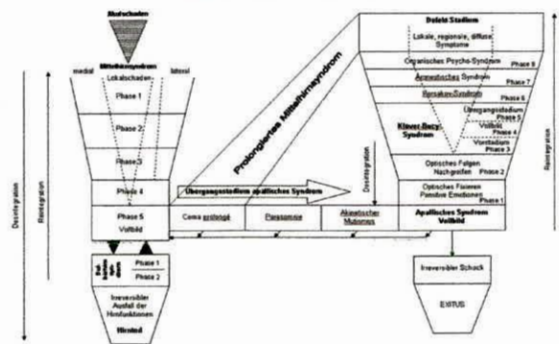 Akutschaden
Mittelhirnsyndrom
medial
Lokalschaden
lateral
Phase 1
Phase 2
Phase 3
Phase 4
Phase 5
Vollbild
Phase 1
Phase 2
Irreversibler
Ausfall der
Hirnfunktionen
Hirntod
Desintegration
Reintegration
Prolongiertes Mittelhirnsyndrom
Übergangsstadium apallisches Syndrom
Coma prolongé
Parasomnie
Akinetischer
Mutismus
Desintegration
Defekt Stadium
Lokale, regionale, diffuse
Symptome
Organisches Psycho-Syndrom
Phase 8
Amnestisches Syndrom
Phase 7
Korsakow-Syndrom
Phase 6
Übergangsstadium
Phase 5
Klüver-Bucy-
Syndrom
Vollbild
Phase 4
Vorstadium
Phase 3
Optisches Folgen
Nachgreifen
Phase 2
Optisches Fixieren
Primitive Emotionen
Phase 1
Apallisches Syndrom
Vollbild
Irreversibler Schock
EXITUS
Reintegration